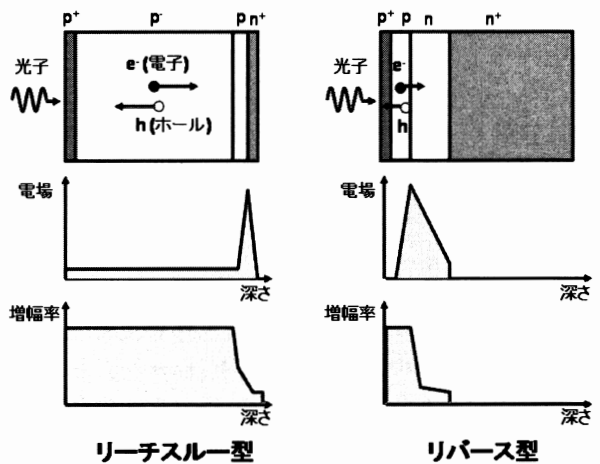 p⁺ p⁻ p n⁺
光子
e⁻(電子)
h(ホール)
電場
深さ
増幅率
深さ
リーチスルー型
p⁺ p n n⁺
光子
e⁻
h
電場
深さ
増幅率
深さ
リバース型